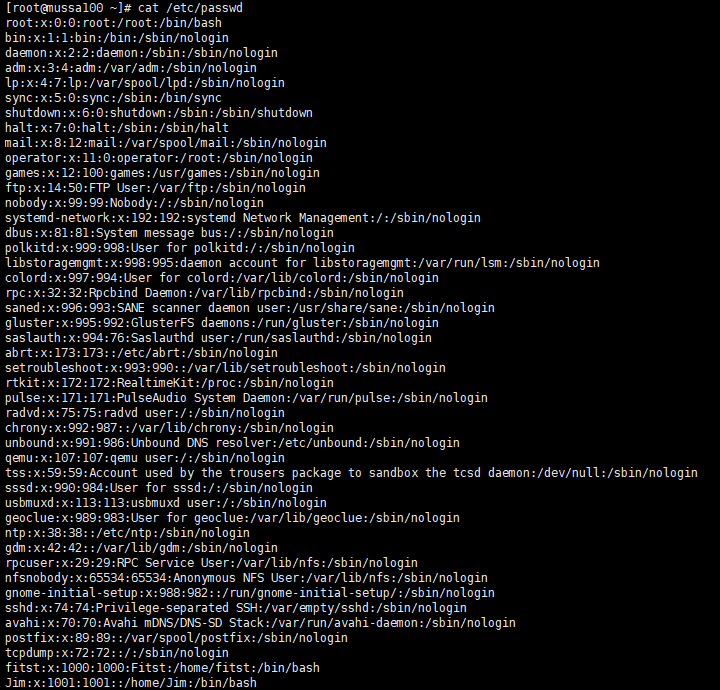 [root@mussa100 ~]# cat /etc/passwd
root:x:0:0:root:/root:/bin/bash
bin:x:1:1:bin:/bin:/sbin/nologin
daemon:x:2:2:daemon:/sbin:/sbin/nologin
adm:x:3:4:adm:/var/adm:/sbin/nologin
lp:x:4:7:lp:/var/spool/lpd:/sbin/nologin
sync:x:5:0:sync:/sbin:/bin/sync
shutdown:x:6:0:shutdown:/sbin:/sbin/shutdown
halt:x:7:0:halt:/sbin:/sbin/halt
mail:x:8:12:mail:/var/spool/mail:/sbin/nologin
operator:x:11:0:operator:/root:/sbin/nologin
games:x:12:100:games:/usr/games:/sbin/nologin
ftp:x:14:50:FTP User:/var/ftp:/sbin/nologin
nobody:x:99:99:Nobody:/:/sbin/nologin
systemd-network:x:192:192:systemd Network Management:/:/sbin/nologin
dbus:x:81:81:System message bus:/:/sbin/nologin
polkitd:x:999:998:User for polkitd:/:/sbin/nologin
libstoragemgmt:x:998:995:daemon account for libstoragemgmt:/var/run/lsm:/sbin/nologin
colord:x:997:994:User for colord:/var/lib/colord:/sbin/nologin
rpc:x:32:32:Rpcbind Daemon:/var/lib/rpcbind:/sbin/nologin
saned:x:996:993:SANE scanner daemon user:/usr/share/sane:/sbin/nologin
gluster:x:995:992:GlusterFS daemons:/run/gluster:/sbin/nologin
saslauth:x:994:76:Saslauthd user:/run/saslauthd:/sbin/nologin
abrt:x:173:173::/etc/abrt:/sbin/nologin
setroubleshoot:x:993:990::/var/lib/setroubleshoot:/sbin/nologin
rtkit:x:172:172:RealtimeKit:/proc:/sbin/nologin
pulse:x:171:171:PulseAudio System Daemon:/var/run/pulse:/sbin/nologin
radvd:x:75:75:radvd user:/:/sbin/nologin
chrony:x:992:987::/var/lib/chrony:/sbin/nologin
unbound:x:991:986:Unbound DNS resolver:/etc/unbound:/sbin/nologin
qemu:x:107:107:qemu user:/:/sbin/nologin
tss:x:59:59:Account used by the trousers package to sandbox the tcsd daemon:/dev/null:/sbin/nologin
sssd:x:990:984:User for sssd:/:/sbin/nologin
usbmuxd:x:113:113:usbmuxd user:/:/sbin/nologin
geoclue:x:989:983:User for geoclue:/var/lib/geoclue:/sbin/nologin
ntp:x:38:38::/etc/ntp:/sbin/nologin
gdm:x:42:42::/var/lib/gdm:/sbin/nologin
rpcuser:x:29:29:RPC Service User:/var/lib/nfs:/sbin/nologin
nfsnobody:x:65534:65534:Anonymous NFS User:/var/lib/nfs:/sbin/nologin
gnome-initial-setup:x:988:982::/run/gnome-initial-setup/:/sbin/nologin
sshd:x:74:74:Privilege-separated SSH:/var/empty/sshd:/sbin/nologin
avahi:x:70:70:Avahi mDNS/DNS-SD Stack:/var/run/avahi-daemon:/sbin/nologin
postfix:x:89:89::/var/spool/postfix:/sbin/nologin
tcpdump:x:72:72::/:/sbin/nologin
fitst:x:1000:1000:Fitst:/home/fitst:/bin/bash
Jim:x:1001:1001::/home/Jim:/bin/bash